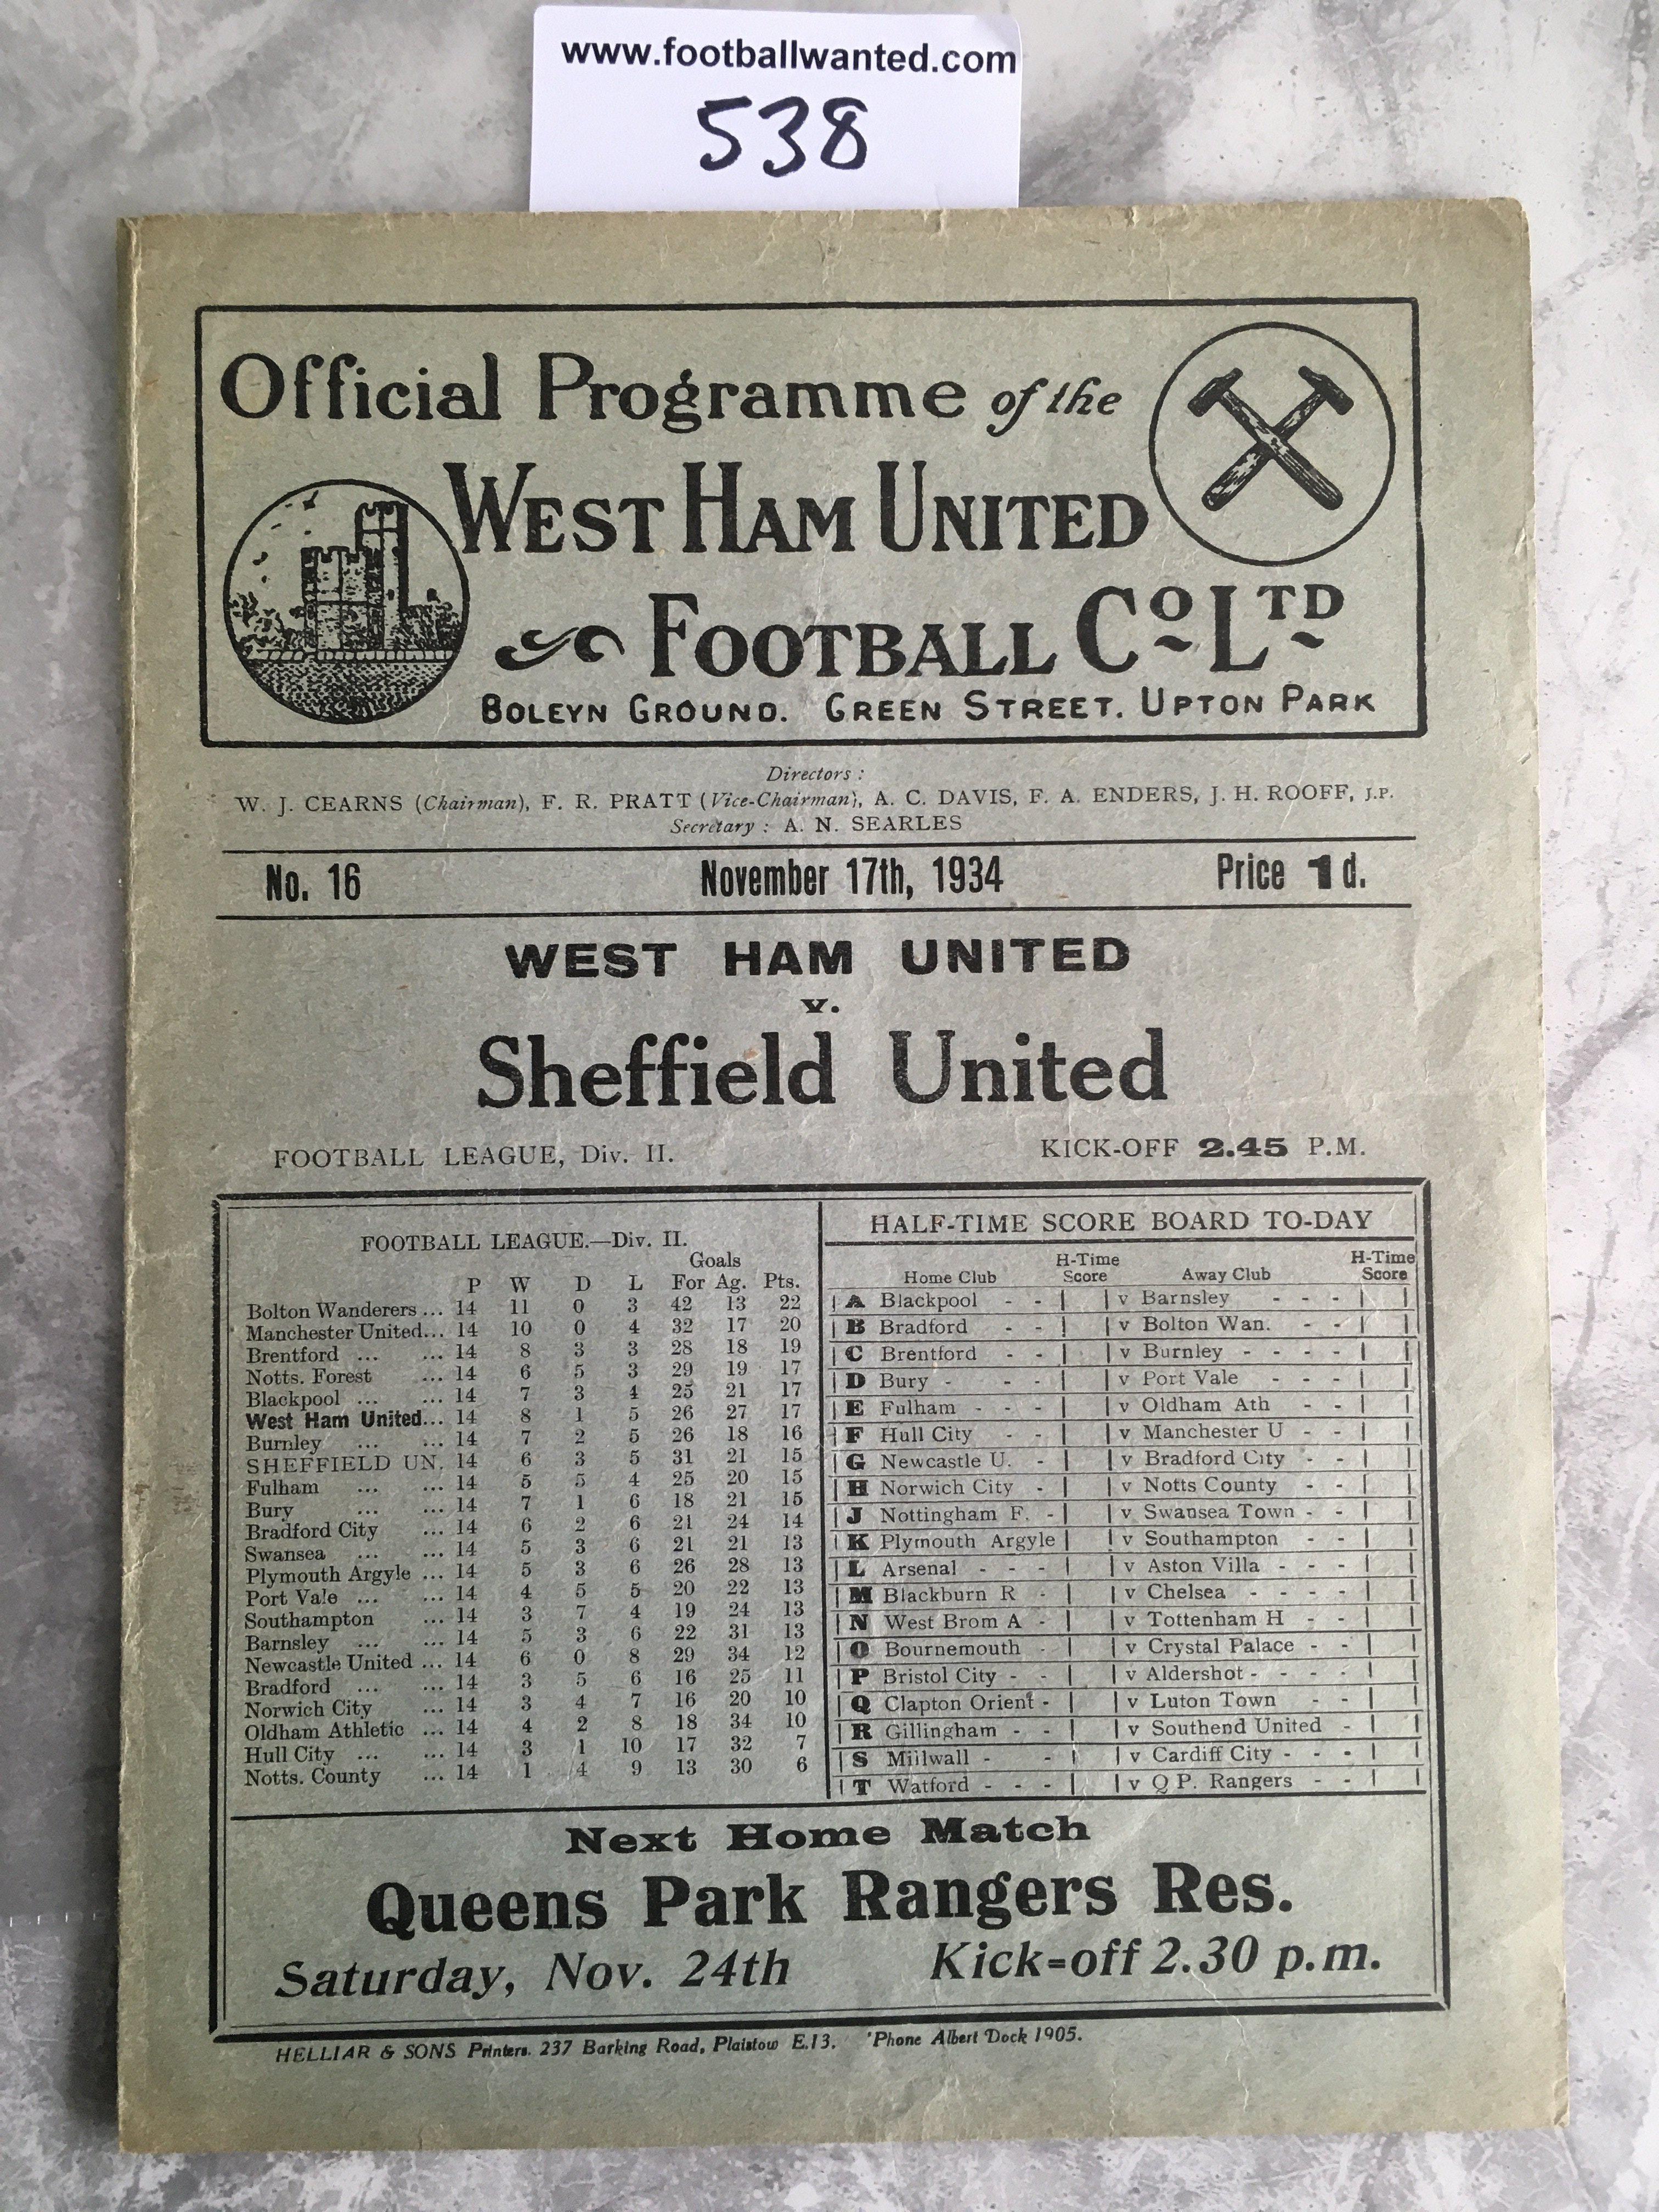 www.footballwanted.com
538
Official Programme of the
WEST HAM UNITED
FOOTBALL CO LTD
BOLEYN GROUND. GREEN STREET. UPTON PARK
Directors :
W. J. CEARNS (Chairman), F. R. PRATT (Vice-Chairman), A. C. DAVIS, F. A. ENDERS, J. H. ROOFF, J.P.
Secretary : A. N. SEARLES
No. 16 November 17th, 1934 Price 1d.
WEST HAM UNITED
v.
Sheffield United
FOOTBALL LEAGUE, Div. II. KICK-OFF 2.45 P.M.
FOOTBALL LEAGUE.—Div. II.
Goals
P W D L For Ag. Pts.
Bolton Wanderers ... 14 11 0 3 42 13 22
Manchester United... 14 10 0 4 32 17 20
Brentford ... ... 14 8 3 3 28 18 19
Notts. Forest ... 14 6 5 3 29 19 17
Blackpool ... ... 14 7 3 4 25 21 17
West Ham United... 14 8 1 5 26 27 17
Burnley ... ... 14 7 2 5 26 18 16
SHEFFIELD UN. 14 6 3 5 31 21 15
Fulham ... ... 14 5 5 4 25 20 15
Bury ... ... 14 7 1 6 18 21 15
Bradford City ... 14 6 2 6 21 24 14
Swansea ... ... 14 5 3 6 21 21 13
Plymouth Argyle ... 14 5 3 6 26 28 13
Port Vale ... ... 14 4 5 5 20 22 13
Southampton ... 14 3 7 4 19 24 13
Barnsley ... ... 14 5 3 6 22 31 13
Newcastle United ... 14 6 0 8 29 34 12
Bradford ... ... 14 3 5 6 16 25 11
Norwich City ... 14 3 4 7 16 20 10
Oldham Athletic ... 14 4 2 8 18 34 10
Hull City ... ... 14 3 1 10 17 32 7
Notts. County ... 14 1 4 9 13 30 6
HALF-TIME SCORE BOARD TO-DAY
H-Time H-Time
Home Club Score Away Club Score
A Blackpool - - v Barnsley - - -
B Bradford - - v Bolton Wan. - -
C Brentford - - v Burnley - - - -
D Bury - - - v Port Vale - - -
E Fulham - - - v Oldham Ath - -
F Hull City - - v Manchester U - -
G Newcastle U. - v Bradford City - -
H Norwich City - v Notts County - -
J Nottingham F. - v Swansea Town - -
K Plymouth Argyle v Southampton - -
L Arsenal - - - v Aston Villa - - -
M Blackburn R - v Chelsea - - - -
N West Brom A - v Tottenham H - -
O Bournemouth - v Crystal Palace - -
P Bristol City - - v Aldershot - - - -
Q Clapton Orient - v Luton Town - -
R Gillingham - - v Southend United -
S Millwall - - v Cardiff City - - -
T Watford - - - v Q P. Rangers - -
Next Home Match
Queens Park Rangers Res.
Saturday, Nov. 24th Kick=off 2.30 p.m.
HELLIAR & SONS Printers. 237 Barking Road, Plaistow E.13. 'Phone Albert Dock 1905.